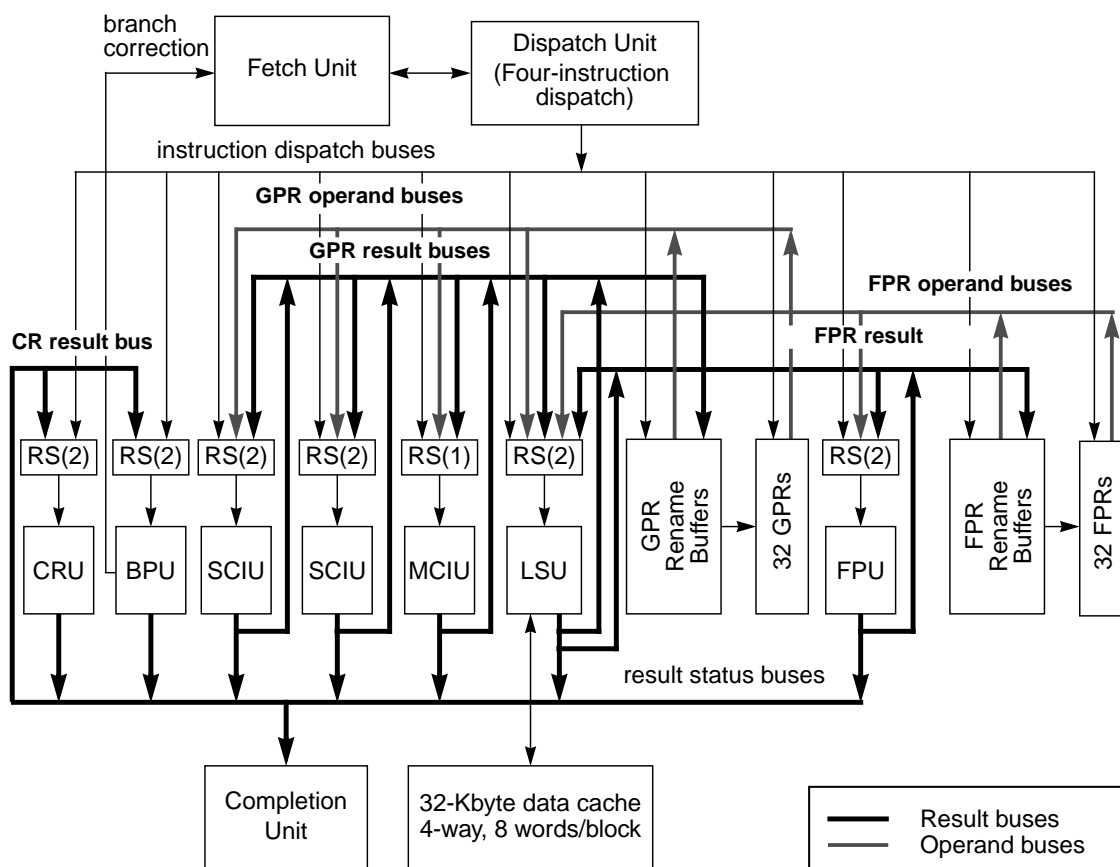 branch
correction
Fetch Unit
Dispatch Unit
(Four-instruction
dispatch)
instruction dispatch buses
GPR operand buses
GPR result buses
FPR operand buses
CR result bus
FPR result
RS(2)
RS(2)
RS(2)
RS(2)
RS(1)
RS(2)
RS(2)
GPR
Rename
Buffers
32 GPRs
FPR
Rename
Buffers
32 FPRs
CRU
BPU
SCIU
SCIU
MCIU
LSU
FPU
result status buses
Completion
Unit
32-Kbyte data cache
4-way, 8 words/block
Result buses
Operand buses